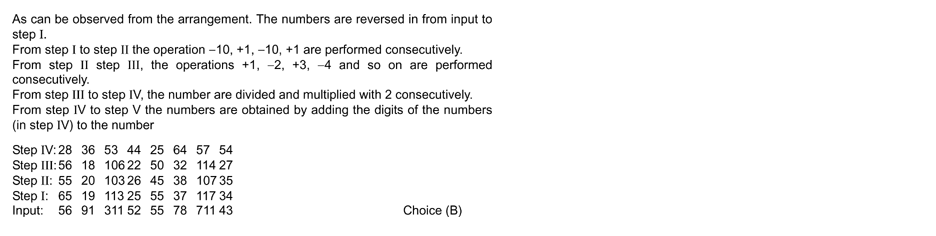 As can be observed from the arrangement. The numbers are reversed in from input to
step I.
From step I to step II the operation –10, +1, –10, +1 are performed consecutively.
From step II step III, the operations +1, –2, +3, –4 and so on are performed
consecutively.
From step III to step IV, the number are divided and multiplied with 2 consecutively.
From step IV to step V the numbers are obtained by adding the digits of the numbers
(in step IV) to the number
Step IV: 28 36 53 44 25 64 57 54
Step III: 56 18 106 22 50 32 114 27
Step II: 55 20 103 26 45 38 107 35
Step I: 65 19 113 25 55 37 117 34
Input: 56 91 311 52 55 78 711 43 Choice (B)